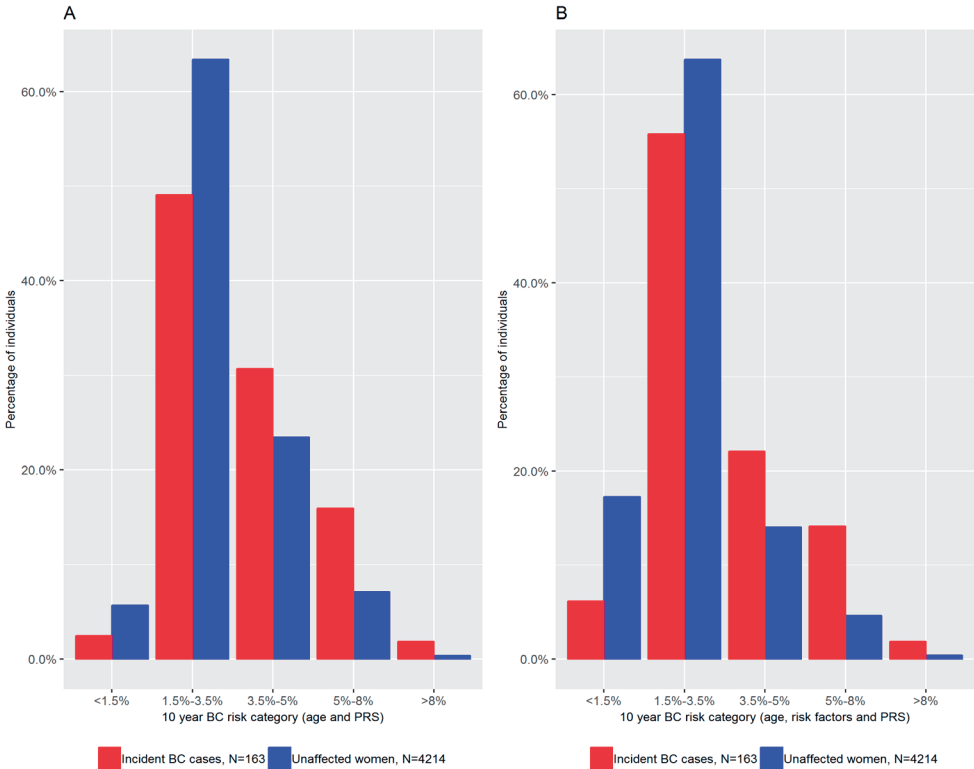 A
B
Percentage of individuals
60.0%
40.0%
20.0%
0.0%
<1.5%
1.5%-3.5%
3.5%-5%
5%-8%
>8%
10 year BC risk category (age and PRS)
Incident BC cases, N=163
Unaffected women, N=4214
Percentage of individuals
60.0%
40.0%
20.0%
0.0%
<1.5%
1.5%-3.5%
3.5%-5%
5%-8%
>8%
10 year BC risk category (age, risk factors and PRS)
Incident BC cases, N=163
Unaffected women, N=4214